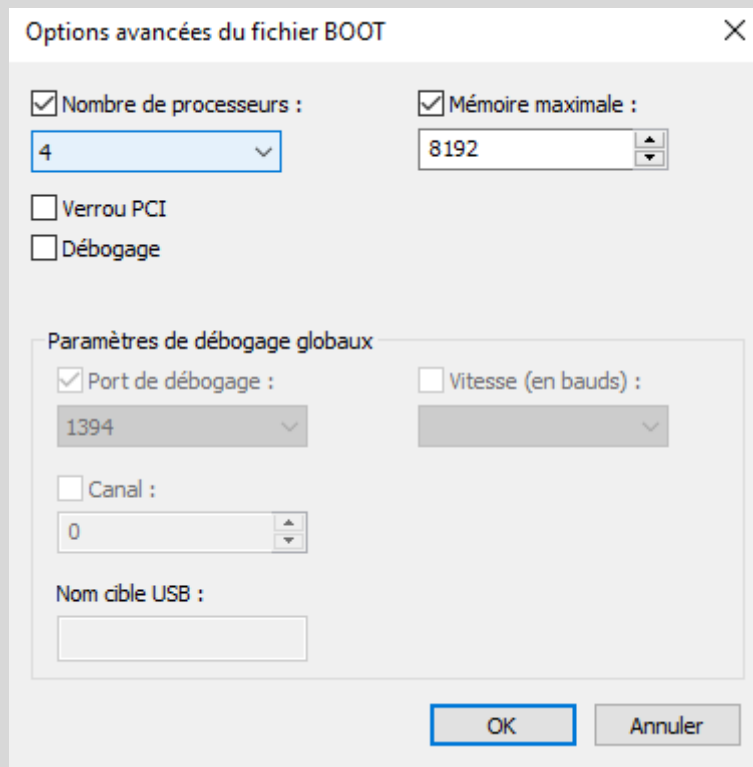 Options avancées du fichier BOOT
Nombre de processeurs :
Mémoire maximale :
4
8192
Verrou PCI
Débogage
Paramètres de débogage globaux
Port de débogage :
Vitesse (en bauds) :
1394
Canal :
0
Nom cible USB :
OK
Annuler